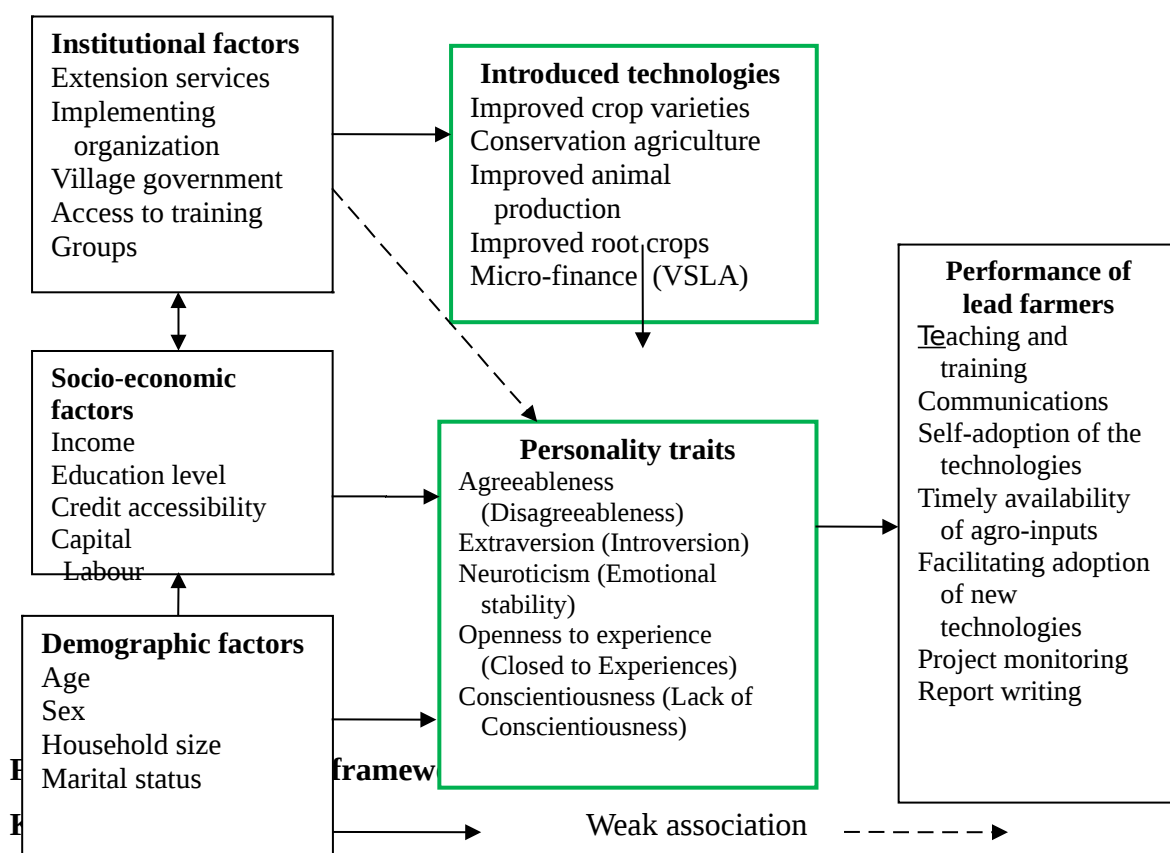 Institutional factors
Extension services
Implementing
organization
Village government
Access to training
Groups
Introduced technologies
Improved crop varieties
Conservation agriculture
Improved animal
production
Improved root crops
Micro-finance (VSLA)
Socio-economic
factors
Income
Education level
Credit accessibility
Capital
Labour
Personality traits
Agreeableness
(Disagreeableness)
Extraversion (Introversion)
Neuroticism (Emotional
stability)
Openness to experience
(Closed to Experiences)
Conscientiousness (Lack of
Conscientiousness)
Performance of
lead farmers
Teaching and
training
Communications
Self-adoption of the
technologies
Timely availability
of agro-inputs
Facilitating adoption
of new
technologies
Project monitoring
Report writing
Demographic factors
Age
Sex
Household size
Marital status
Weak association